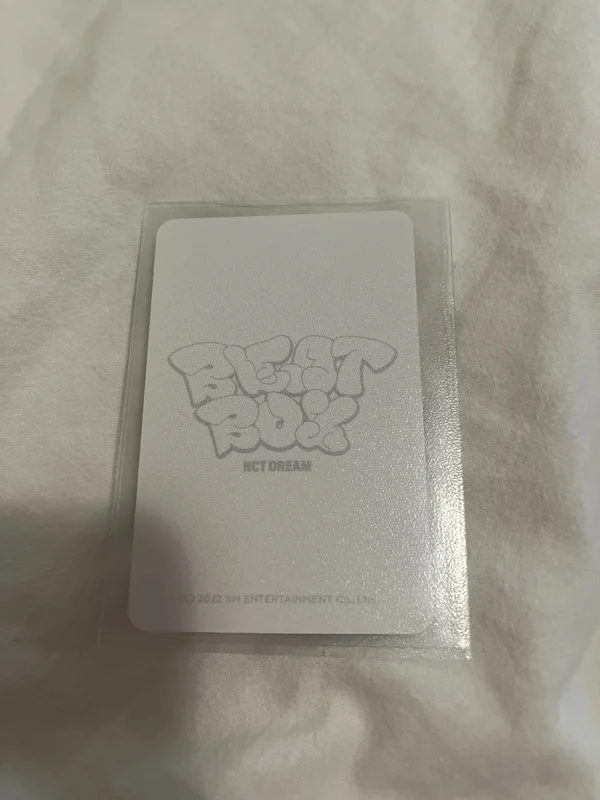 BEAT
BOX
NCT DREAM
(C) 2022 SM ENTERTAINMENT Co., Ltd.